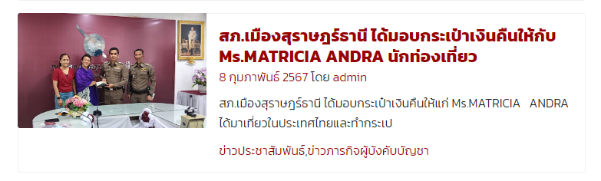 สภ.เมืองสุราษฎร์ธานี ได้มอบกระเป๋าเงินคืนให้กับ
Ms.MATRICIA ANDRA นักท่องเที่ยว
8 กุมภาพันธ์ 2567 โดย admin
สภ.เมืองสุราษฎร์ธานี ได้มอบกระเป๋าเงินคืนให้แก่ Ms.MATRICIA ANDRA
ได้มาเที่ยวในประเทศไทยและทำกระเป
ข่าวประชาสัมพันธ์,ข่าวภารกิจผู้บังคับบัญชา